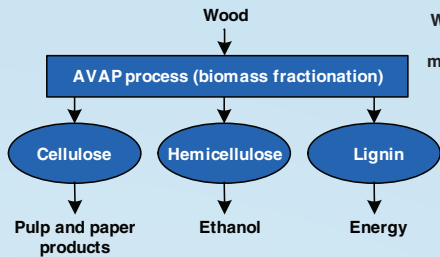 Wood
W
m
AVAP process (biomass fractionation)
Cellulose Hemicellulose Lignin
Pulp and paper products Ethanol Energy